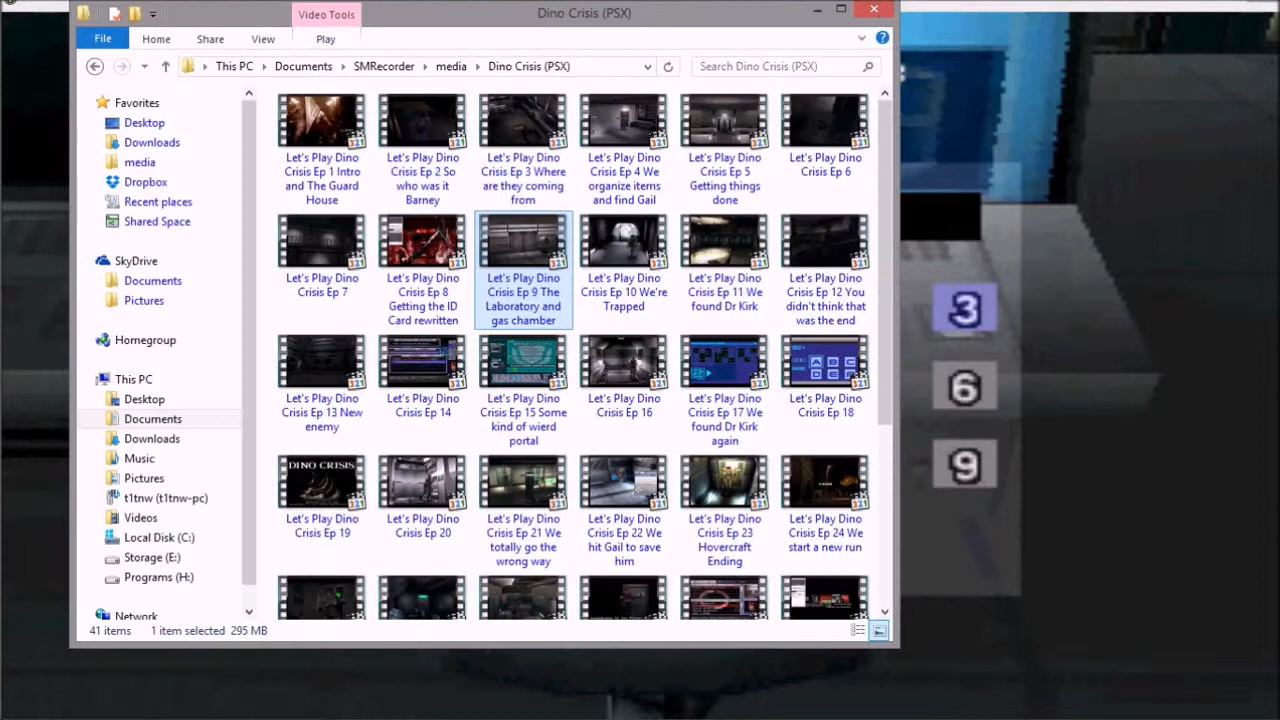 Video Tools
Dino Crisis (PSX)
File
Home
Share
View
Play
This PC
Documents
SMRecorder
media
Dino Crisis (PSX)
Search Dino Crisis (PSX)
Favorites
Desktop
Downloads
media
Dropbox
Recent places
Shared Space
SkyDrive
Documents
Pictures
Homegroup
This PC
Desktop
Documents
Downloads
Music
Pictures
t1tnw (t1tnw-pc)
Videos
Local Disk (C:)
Storage (E:)
Programs (H:)
Network
Let's Play Dino
Crisis Ep 1 Intro
and The Guard
House
Let's Play Dino
Crisis Ep 2 So
who was it
Barney
Let's Play Dino
Crisis Ep 3 Where
are they coming
from
Let's Play Dino
Crisis Ep 4 We
organize items
and find Gail
Let's Play Dino
Crisis Ep 5
Getting things
done
Let's Play Dino
Crisis Ep 6
Let's Play Dino
Crisis Ep 7
Let's Play Dino
Crisis Ep 8
Getting the ID
Card rewritten
Let's Play Dino
Crisis Ep 9 The
Laboratory and
gas chamber
Let's Play Dino
Crisis Ep 10 We're
Trapped
Let's Play Dino
Crisis Ep 11 We
found Dr Kirk
Let's Play Dino
Crisis Ep 12 You
didn't think that
was the end
Let's Play Dino
Crisis Ep 13 New
enemy
Let's Play Dino
Crisis Ep 14
Let's Play Dino
Crisis Ep 15 Some
kind of wierd
portal
Let's Play Dino
Crisis Ep 16
Let's Play Dino
Crisis Ep 17 We
found Dr Kirk
again
Let's Play Dino
Crisis Ep 18
DINO CRISIS
Let's Play Dino
Crisis Ep 19
Let's Play Dino
Crisis Ep 20
Let's Play Dino
Crisis Ep 21 We
totally go the
wrong way
Let's Play Dino
Crisis Ep 22 We
hit Gail to save
him
Let's Play Dino
Crisis Ep 23
Hovercraft
Ending
Let's Play Dino
Crisis Ep 24 We
start a new run
41 items
1 item selected 295 MB
3
6
9